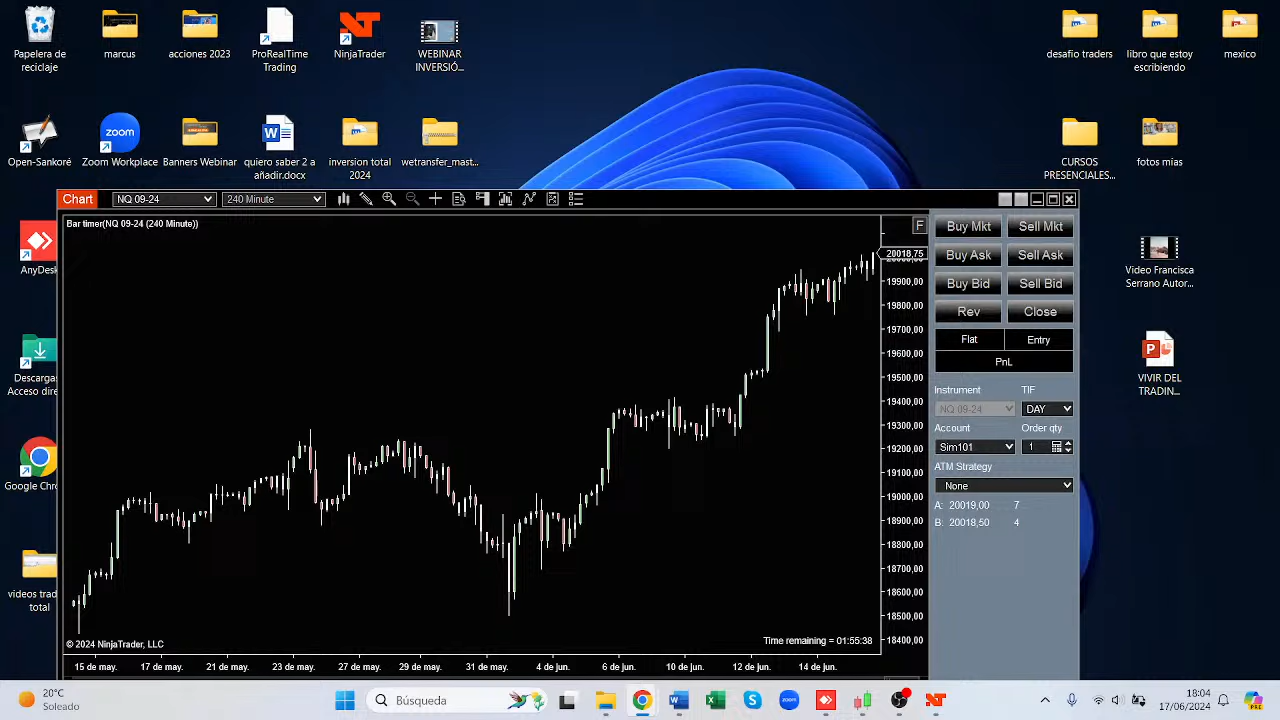 Papelera de
reciclaje
marcus
acciones 2023
ProRealTime
Trading
NinjaTrader
WEBINAR
INVERSIÓ...
desafio traders
libro que estoy
escribiendo
mexico
Open-Sankoré
zoom
Zoom Workplace
Banners Webinar
quiero saber 2 a
añadir.docx
inversion total
2024
wetransfer_mast...
CURSOS
PRESENCIALES...
fotos mias
AnyDesk
Descarga
Acceso dire
Google Chro
videos trad
total
Vídeo Francisca
Serrano Autor...
VIVIR DEL
TRADIN...
Chart
NQ 09-24
240 Minute
Bar timer(NQ 09-24 (240 Minute))
F
20018,75
19900,00
19800,00
19700,00
19600,00
19500,00
19400,00
19300,00
19200,00
19100,00
19000,00
18900,00
18800,00
18700,00
18600,00
18500,00
18400,00
© 2024 NinjaTrader, LLC
Time remaining = 01:55:38
15 de may.
17 de may.
21 de may.
23 de may.
27 de may.
29 de may.
31 de may.
4 de jun.
6 de jun.
10 de jun.
12 de jun.
14 de jun.
Buy Mkt
Sell Mkt
Buy Ask
Sell Ask
Buy Bid
Sell Bid
Rev
Close
Flat
Entry
PnL
Instrument
TIF
NQ 09-24
DAY
Account
Order qty
Sim101
1
ATM Strategy
None
A: 20019,00 7
B: 20018,50 4
20°C
Soleado
Búsqueda
18:04
17/06/2024